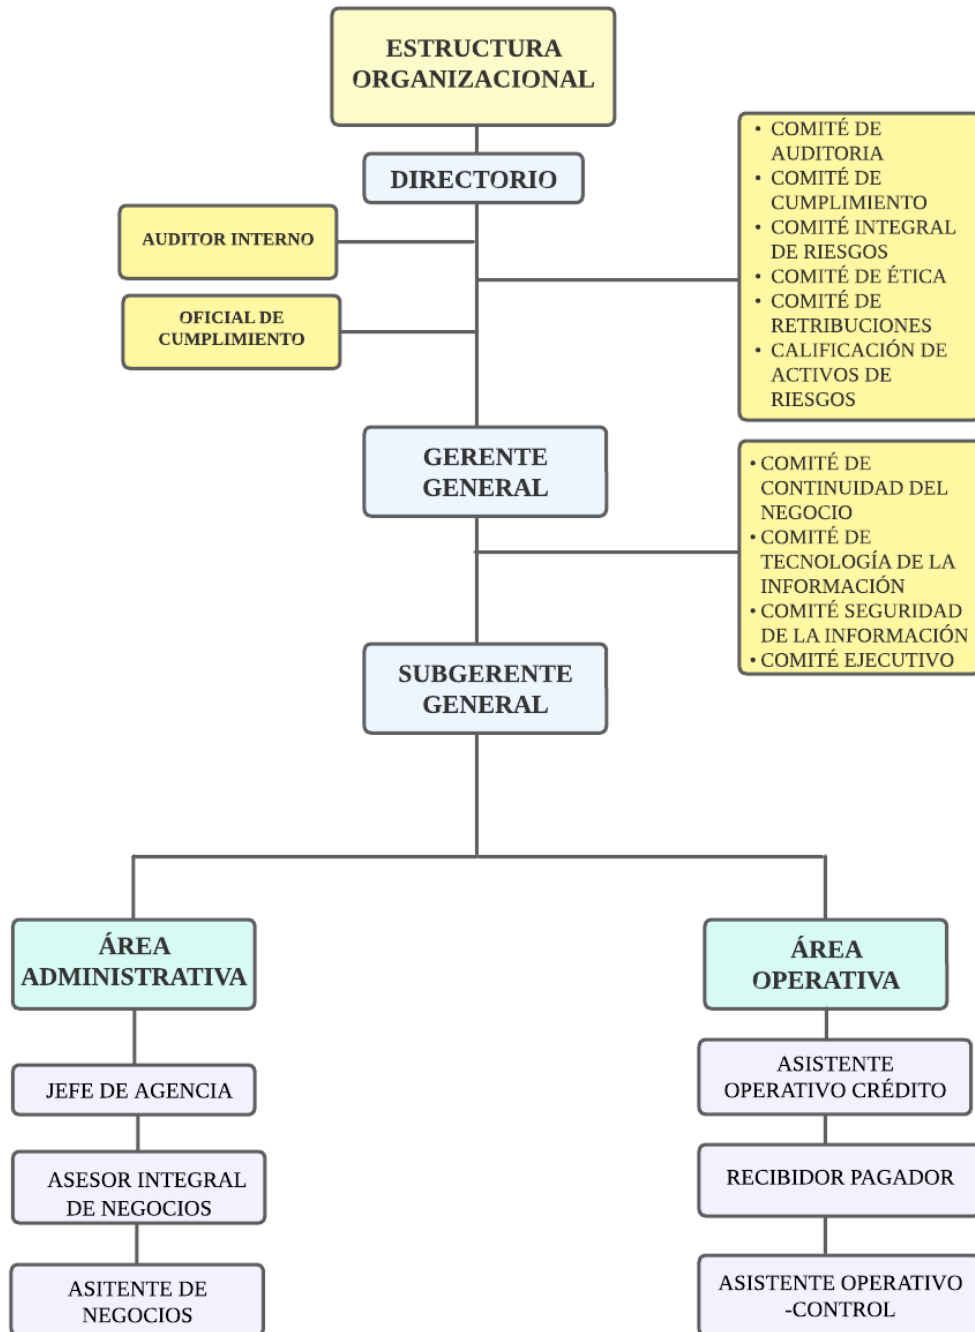 ESTRUCTURA
ORGANIZACIONAL
DIRECTORIO
AUDITOR INTERNO
OFICIAL DE
CUMPLIMIENTO
• COMITÉ DE
AUDITORIA
• COMITÉ DE
CUMPLIMIENTO
• COMITÉ INTEGRAL
DE RIESGOS
• COMITÉ DE ÉTICA
• COMITÉ DE
RETRIBUCIONES
• CALIFICACIÓN DE
ACTIVOS DE
RIESGOS
GERENTE
GENERAL
• COMITÉ DE
CONTINUIDAD DEL
NEGOCIO
• COMITÉ DE
TECNOLOGÍA DE LA
INFORMACIÓN
• COMITÉ SEGURIDAD
DE LA INFORMACIÓN
• COMITÉ EJECUTIVO
SUBGERENTE
GENERAL
ÁREA
ADMINISTRATIVA
JEFE DE AGENCIA
ASESOR INTEGRAL
DE NEGOCIOS
ASITENTE DE
NEGOCIOS
ÁREA
OPERATIVA
ASISTENTE
OPERATIVO CRÉDITO
RECIBIDOR PAGADOR
ASISTENTE OPERATIVO
-CONTROL